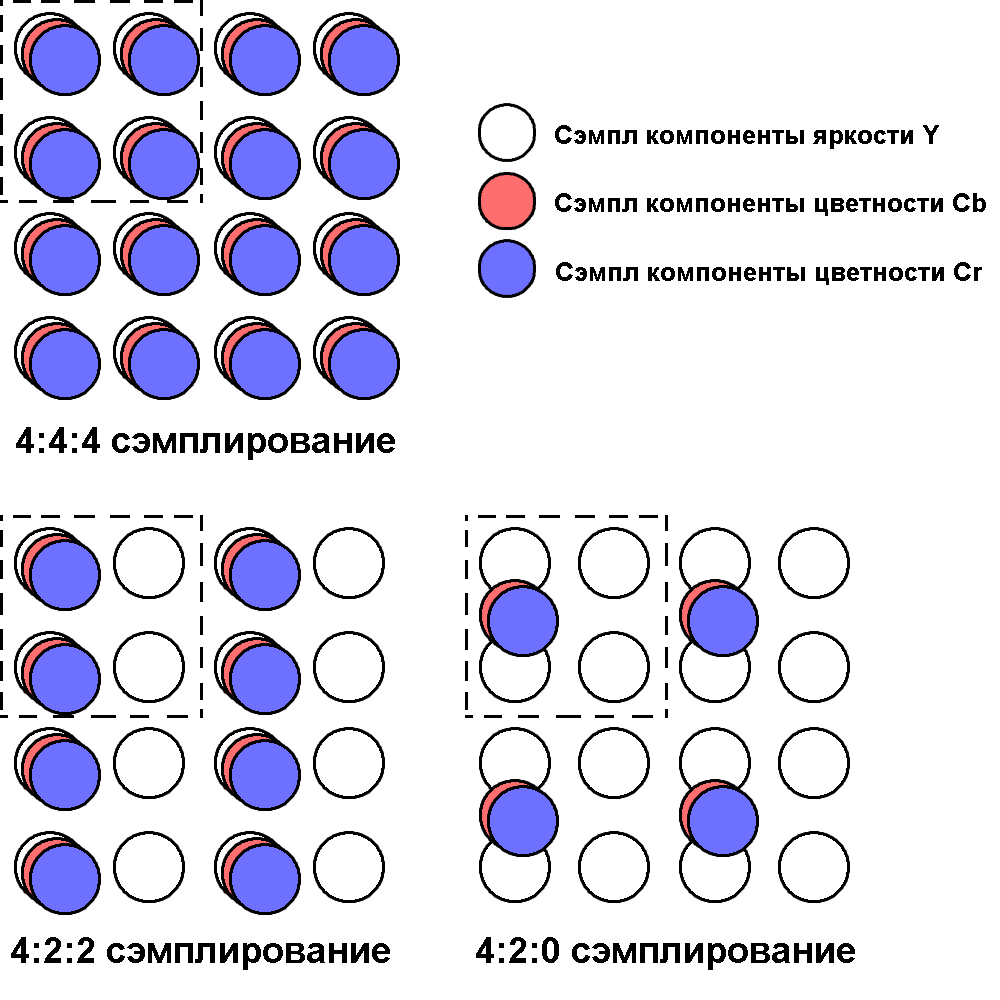 Сэмпл компоненты яркости Y
Сэмпл компоненты цветности Cb
Сэмпл компоненты цветности Cr
4:4:4 сэмплирование
4:2:2 сэмплирование
4:2:0 сэмплирование